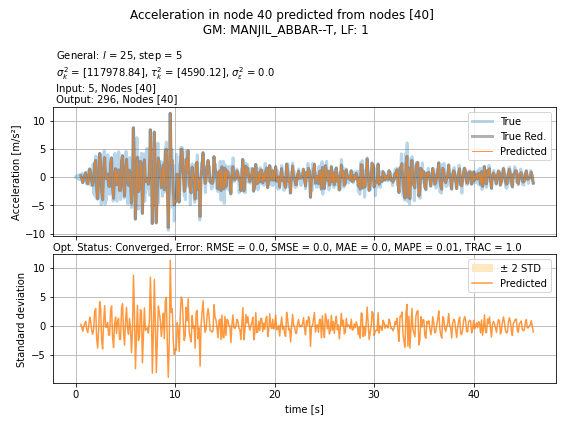 Acceleration in node 40 predicted from nodes [40]
GM: MANJIL_ABBAR--T, LF: 1
General: l = 25, step = 5
σ²ₖ = [117978.84], τ²ₖ = [4590.12], σ²ε = 0.0
Input: 5, Nodes [40]
Output: 296, Nodes [40]
Acceleration [m/s²]
10
5
0
−5
−10
True
True Red.
Predicted
Opt. Status: Converged, Error: RMSE = 0.0, SMSE = 0.0, MAE = 0.0, MAPE = 0.01, TRAC = 1.0
Standard deviation
10
5
0
−5
± 2 STD
Predicted
0
10
20
30
40
time [s]